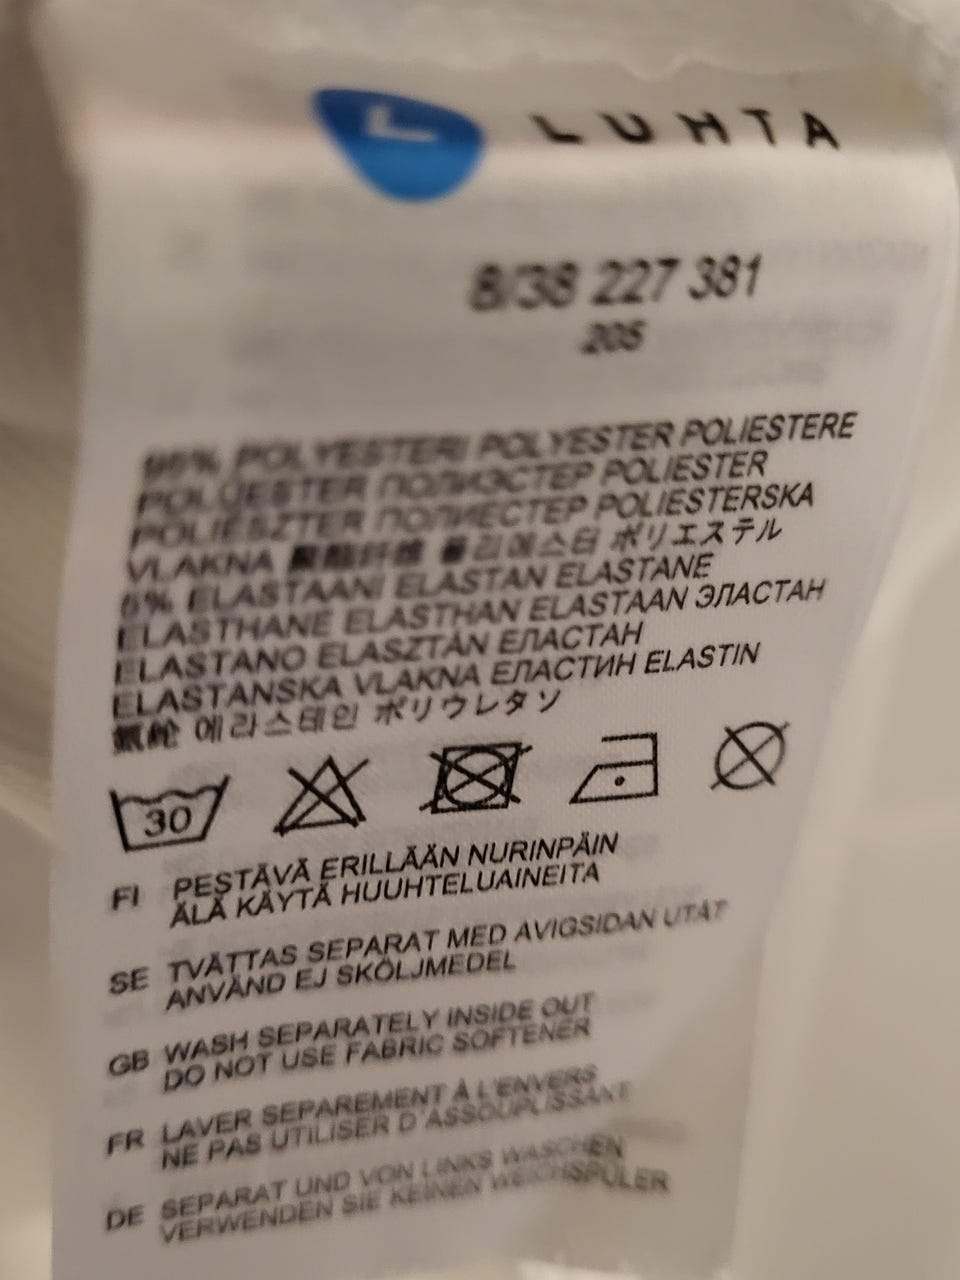 L LUHTA
8/38 227 381
205
POLYESTERI POLYESTER POLIESTERE
POLÜESTER ПОЛИЭСТЕР POLIESTER
POLIESZTER ПОЛИЕСТЕР POLIESTERSKA
VLAKNA 폴리에스터 ポリエステル
ELASTAANI ELASTAN ELASTANE
ELASTHANE ELASTHAN ELASTAAN ЭЛАСТАН
ELASTANO ELASZTÁN ЕЛАСТАН
ELASTANSKA VLAKNA ЕЛАСТИН ELASTIN
氨纶 에라스테인 ポリウレタン
30
FI PESTÄVÄ ERILLÄÄN NURINPÄIN
ÄLÄ KÄYTÄ HUUHTELUAINEITA
SE TVÄTTAS SEPARAT MED AVIGSIDAN UTÅT
ANVÄND EJ SKÖLJMEDEL
GB WASH SEPARATELY INSIDE OUT
DO NOT USE FABRIC SOFTENER
FR LAVER SEPAREMENT À L'ENVERS
NE PAS UTILISER D'ASSOUPLISSANT
DE SEPARAT UND VON LINKS WASCHEN
VERWENDEN SIE KEINEN WEICHSPÜLER